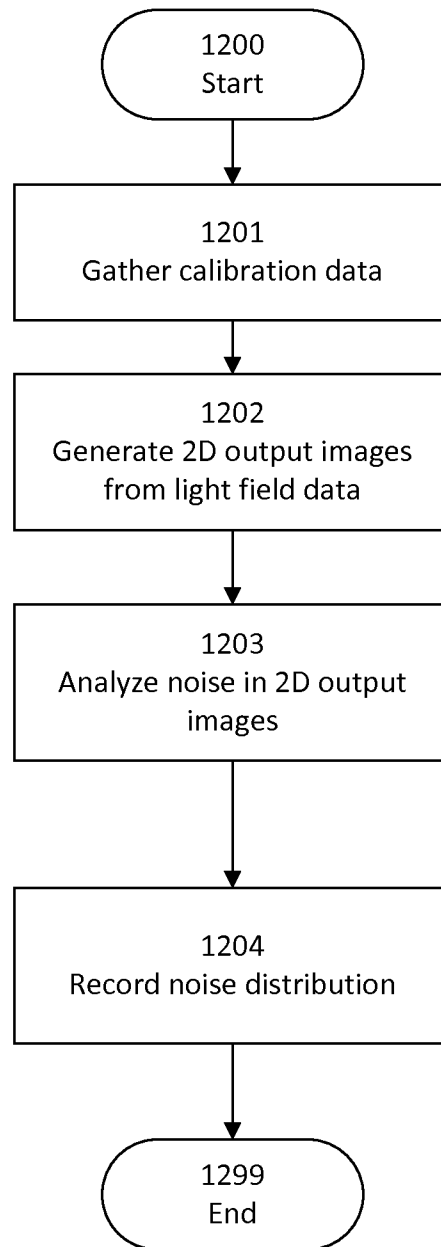 1200
Start
1201
Gather calibration data
1202
Generate 2D output images
from light field data
1203
Analyze noise in 2D output
images
1204
Record noise distribution
1299
End